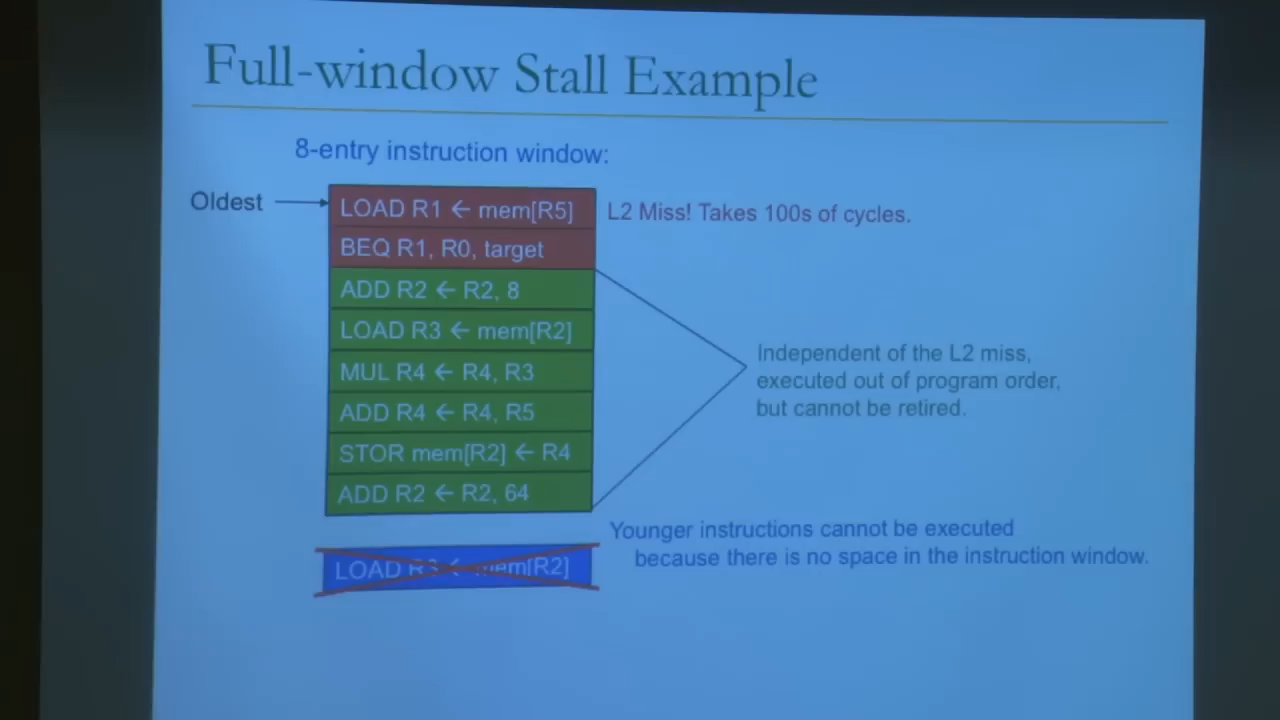 Full-window Stall Example
8-entry instruction window:
Oldest
LOAD R1 ← mem[R5]
L2 Miss! Takes 100s of cycles.
BEQ R1, R0, target
ADD R2 ← R2, 8
LOAD R3 ← mem[R2]
MUL R4 ← R4, R3
ADD R4 ← R4, R5
STOR mem[R2] ← R4
ADD R2 ← R2, 64
Independent of the L2 miss,
executed out of program order,
but cannot be retired.
Younger instructions cannot be executed
because there is no space in the instruction window.
LOAD R3 ← mem[R2]